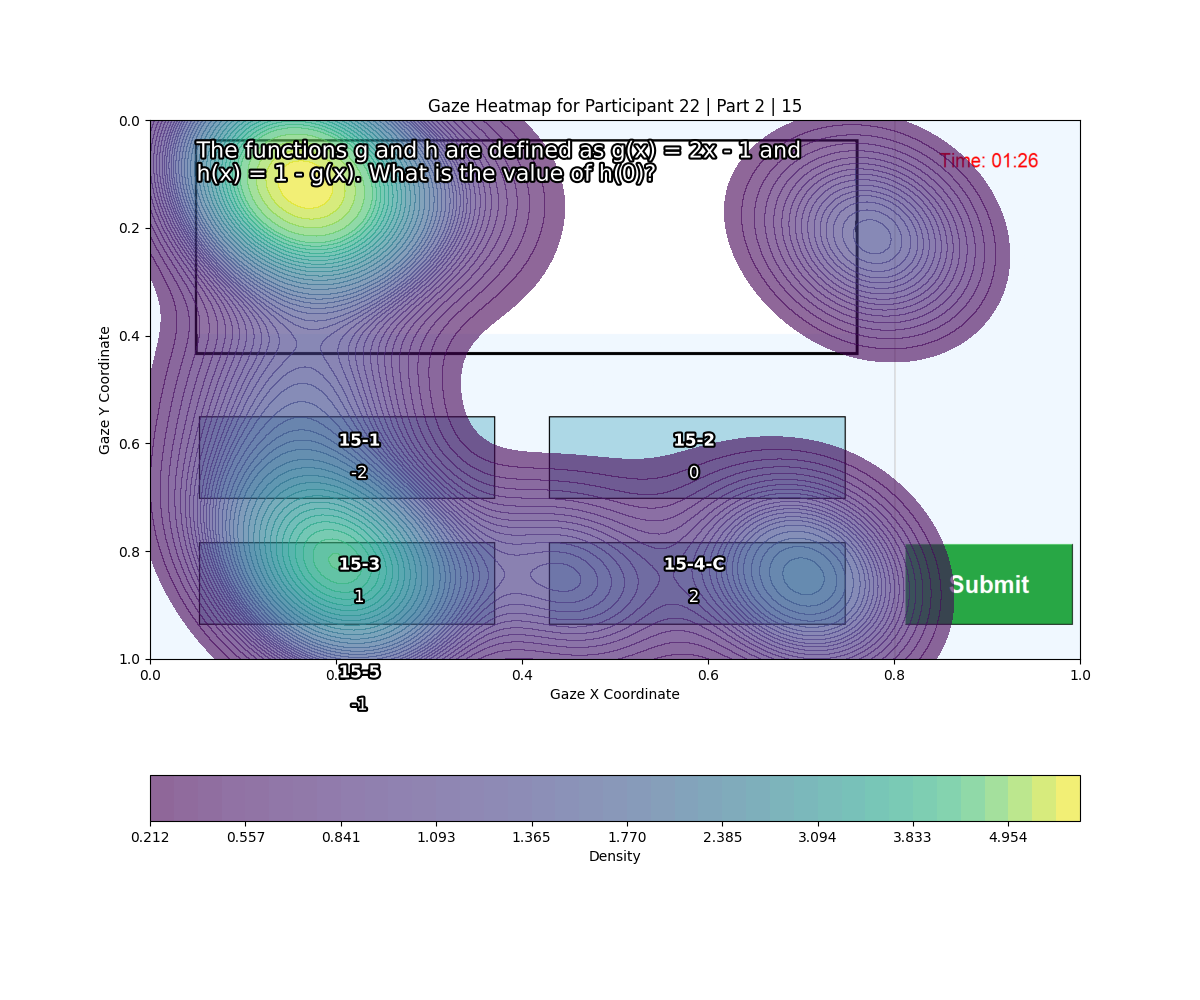 Gaze Heatmap for Participant 22 | Part 2 | 15
The functions g and h are defined as g(x) = 2x - 1 and
h(x) = 1 - g(x). What is the value of h(0)?
Time: 01:26
0.0
0.2
0.4
0.6
0.8
1.0
Gaze Y Coordinate
15-1
-2
15-2
0
15-3
1
15-4-C
2
Submit
15-5
-1
0.0 0.4 0.6 0.8 1.0
Gaze X Coordinate
0.212 0.557 0.841 1.093 1.365 1.770 2.385 3.094 3.833 4.954
Density